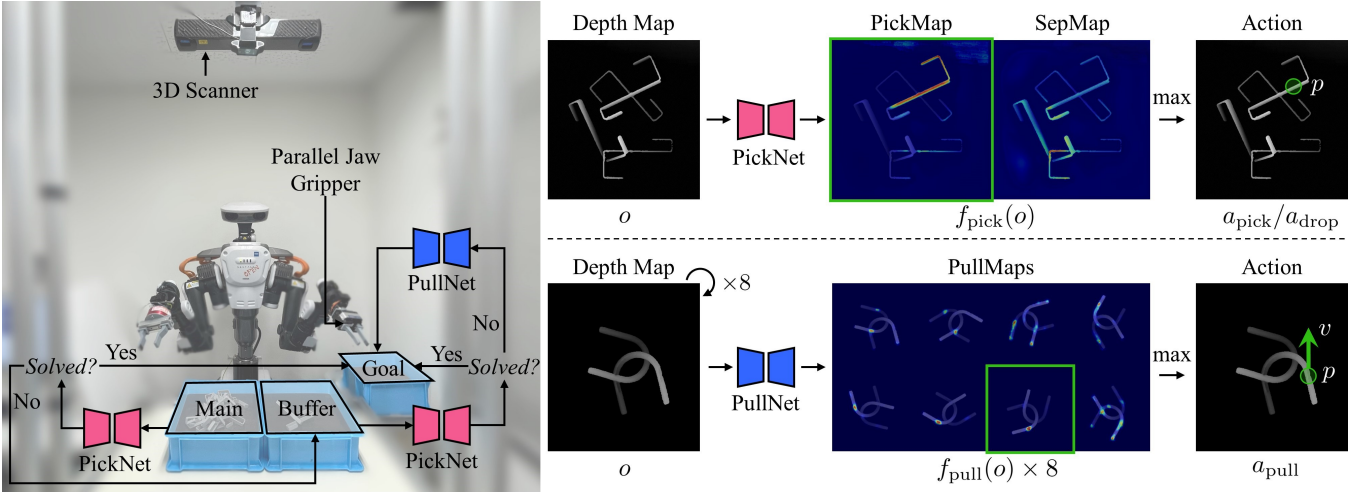 3D Scanner
Parallel Jaw
Gripper
PullNet
No
Yes
Solved?
Goal
Yes
Solved?
No
Main
Buffer
PickNet
PickNet
Depth Map
PickMap
SepMap
Action
PickNet
max
p
o
f_pick(o)
a_pick/a_drop
Depth Map
×8
PullMaps
Action
PullNet
max
v
p
o
f_pull(o) × 8
a_pull